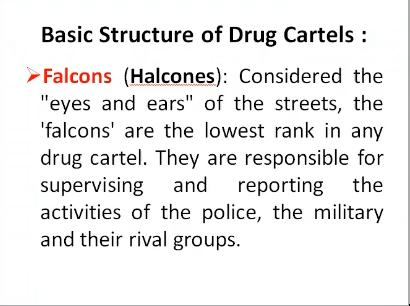 Basic Structure of Drug Cartels :
➢Falcons (Halcones): Considered the
"eyes and ears" of the streets, the
'falcons' are the lowest rank in any
drug cartel. They are responsible for
supervising and reporting the
activities of the police, the military
and their rival groups.